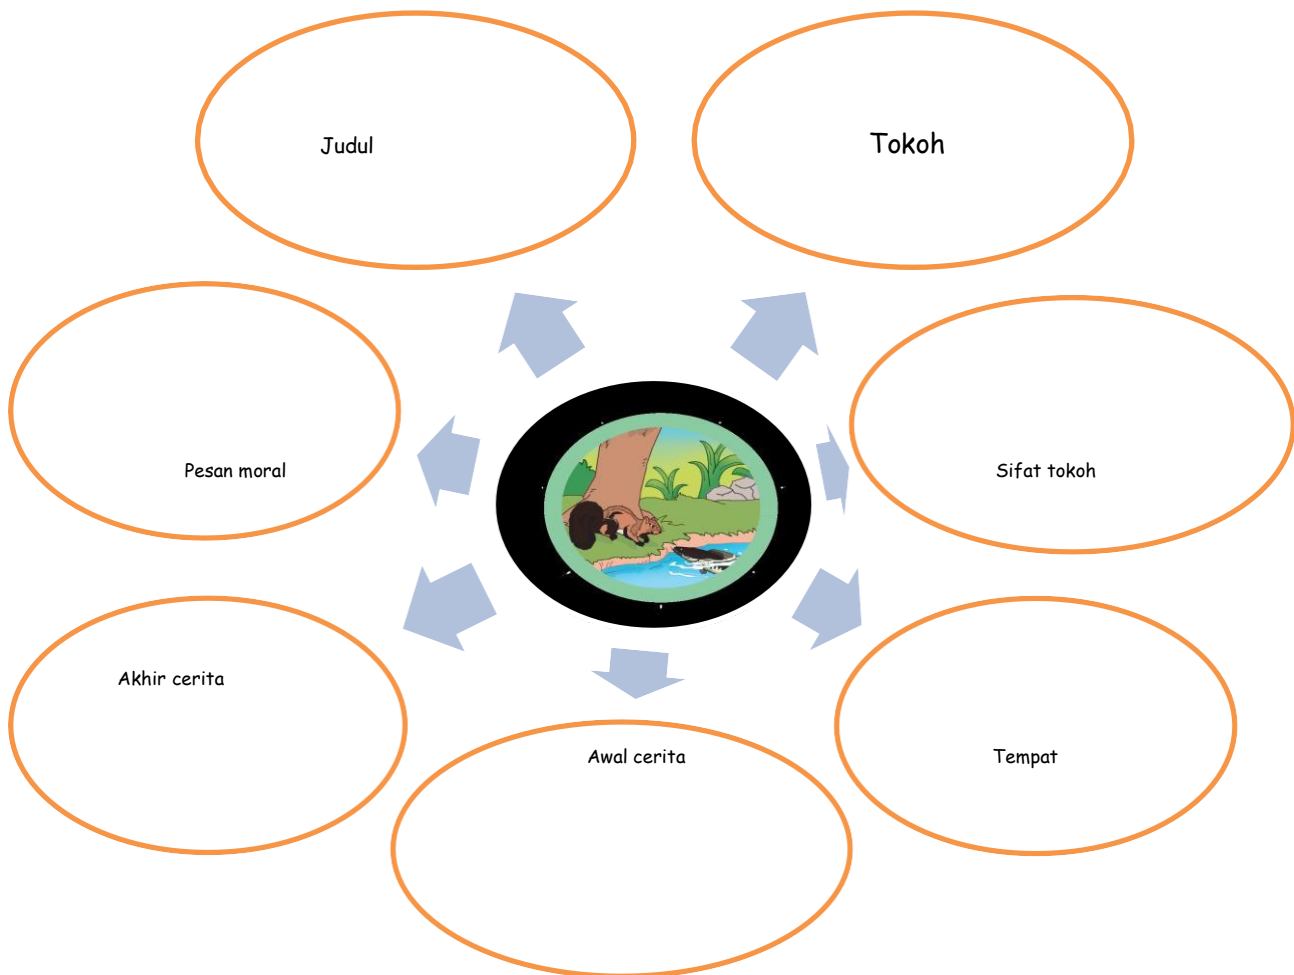 Judul
Tokoh
Pesan moral
Sifat tokoh
Akhir cerita
Awal cerita
Tempat